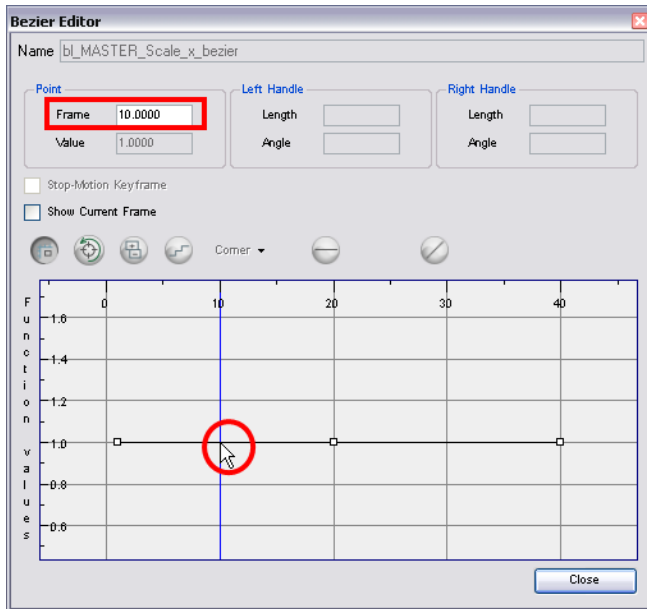 Bezier Editor
Name bl_MASTER_Scale_x_bezier
Point Left Handle Right Handle
Frame 10.0000 Length Length
Value 1.0000 Angle Angle
Stop-Motion Keyframe
Show Current Frame
Corner
0 10 20 30 40
Function values
1.6
1.4
1.2
1.0
0.8
0.6
Close